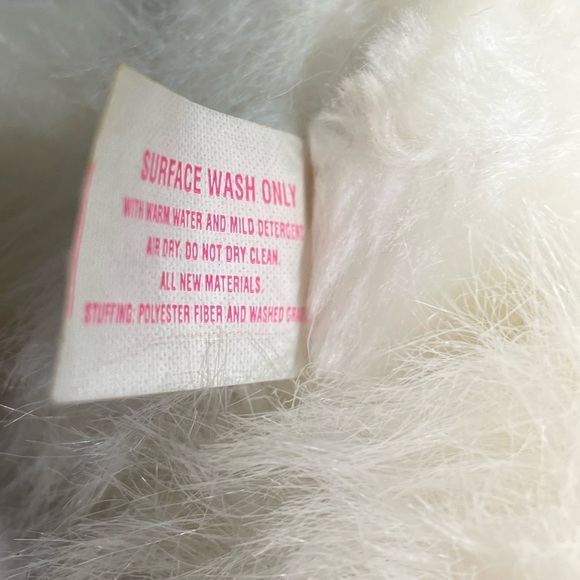 SURFACE WASH ONLY
WITH WARM WATER AND MILD DETERGENT
AIR DRY. DO NOT DRY CLEAN.
ALL NEW MATERIALS.
STUFFING: POLYESTER FIBER AND WASHED